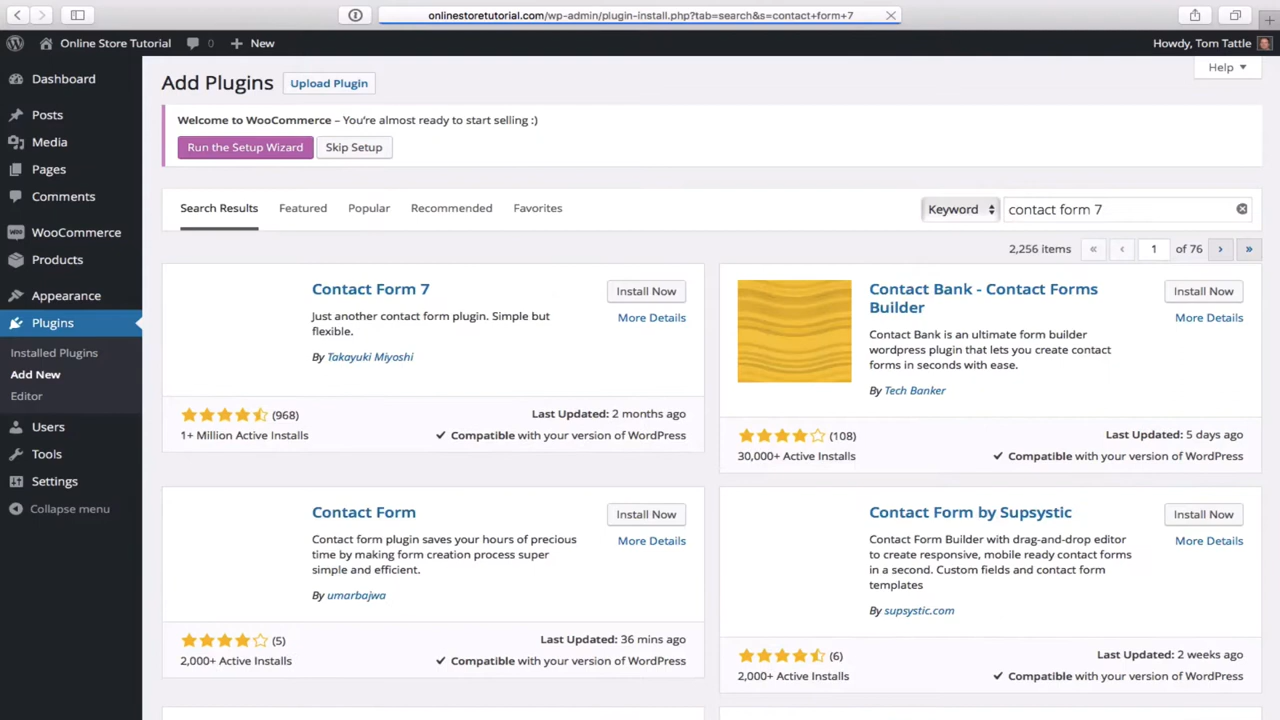 onlinestoretutorial.com/wp-admin/plugin-install.php?tab=search&s=contact+form+7
Online Store Tutorial 0 New Howdy, Tom Tattle
Dashboard
Posts
Media
Pages
Comments
WooCommerce
Products
Appearance
Plugins
Installed Plugins
Add New
Editor
Users
Tools
Settings
Collapse menu
Help
Add Plugins Upload Plugin
Welcome to WooCommerce – You're almost ready to start selling :)
Run the Setup Wizard Skip Setup
Search Results Featured Popular Recommended Favorites Keyword contact form 7
2,256 items « ‹ 1 of 76 › »
Contact Form 7
Install Now
More Details
Just another contact form plugin. Simple but
flexible.
By Takayuki Miyoshi
(968)
Last Updated: 2 months ago
1+ Million Active Installs
Compatible with your version of WordPress
Contact Bank - Contact Forms
Builder
Install Now
More Details
Contact Bank is an ultimate form builder
wordpress plugin that lets you create contact
forms in seconds with ease.
By Tech Banker
(108)
Last Updated: 5 days ago
30,000+ Active Installs
Compatible with your version of WordPress
Contact Form
Install Now
More Details
Contact form plugin saves your hours of precious
time by making form creation process super
simple and efficient.
By umarbajwa
(5)
Last Updated: 36 mins ago
2,000+ Active Installs
Compatible with your version of WordPress
Contact Form by Supsystic
Install Now
More Details
Contact Form Builder with drag-and-drop editor
to create responsive, mobile ready contact forms
in a second. Custom fields and contact form
templates
By supsystic.com
(6)
Last Updated: 2 weeks ago
2,000+ Active Installs
Compatible with your version of WordPress